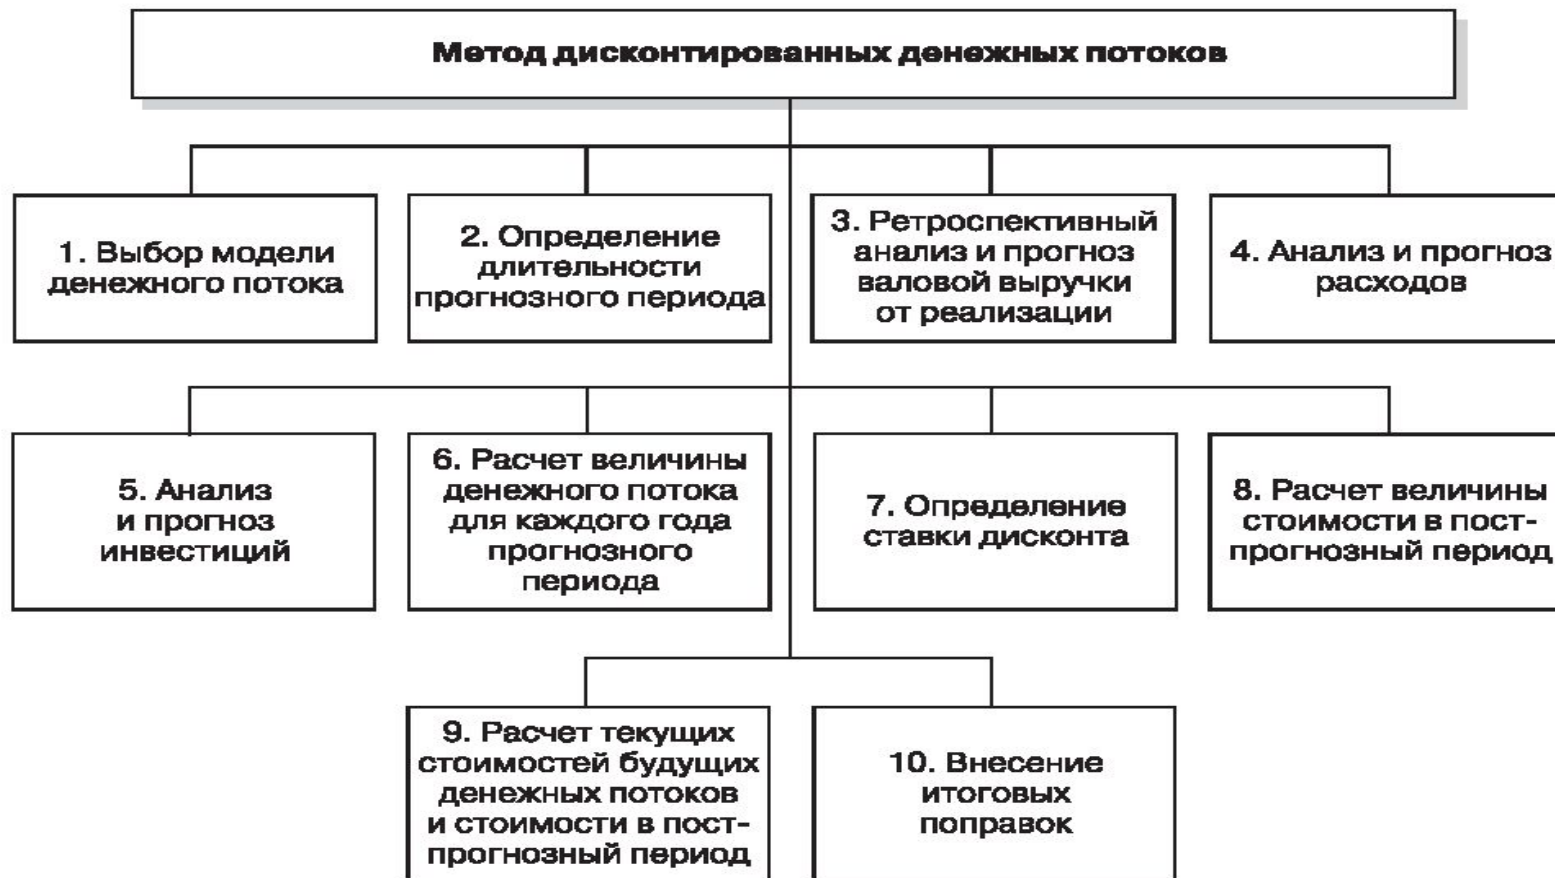 Метод дисконтированных денежных потоков
1. Выбор модели
денежного потока
2. Определение
длительности
прогнозного периода
3. Ретроспективный
анализ и прогноз
валовой выручки
от реализации
4. Анализ и прогноз
расходов
5. Анализ
и прогноз
инвестиций
6. Расчет величины
денежного потока
для каждого года
прогнозного
периода
7. Определение
ставки дисконта
8. Расчет величины
стоимости в пост-
прогнозный период
9. Расчет текущих
стоимостей будущих
денежных потоков
и стоимости в пост-
прогнозный период
10. Внесение
итоговых
поправок